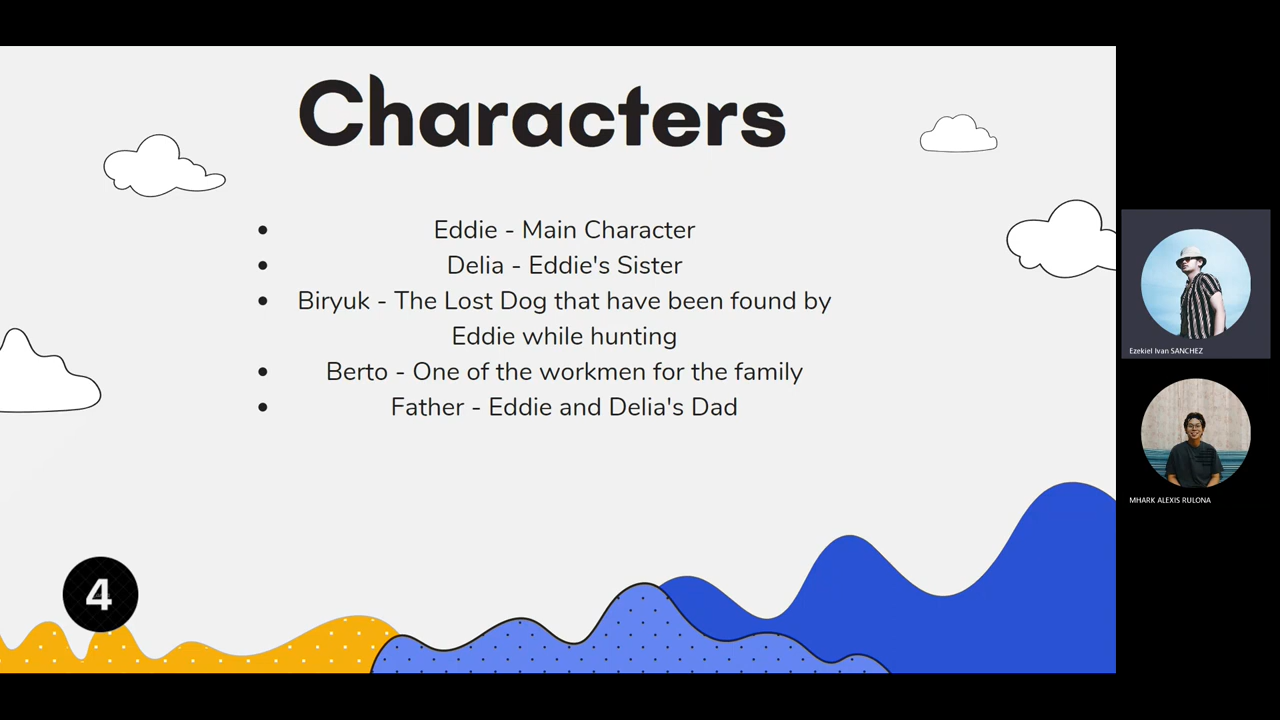 Characters
• Eddie - Main Character
• Delia - Eddie's Sister
• Biryuk - The Lost Dog that have been found by
Eddie while hunting
• Berto - One of the workmen for the family
• Father - Eddie and Delia's Dad
4
Ezekiel Ivan SANCHEZ
MHARK ALEXIS RULONA